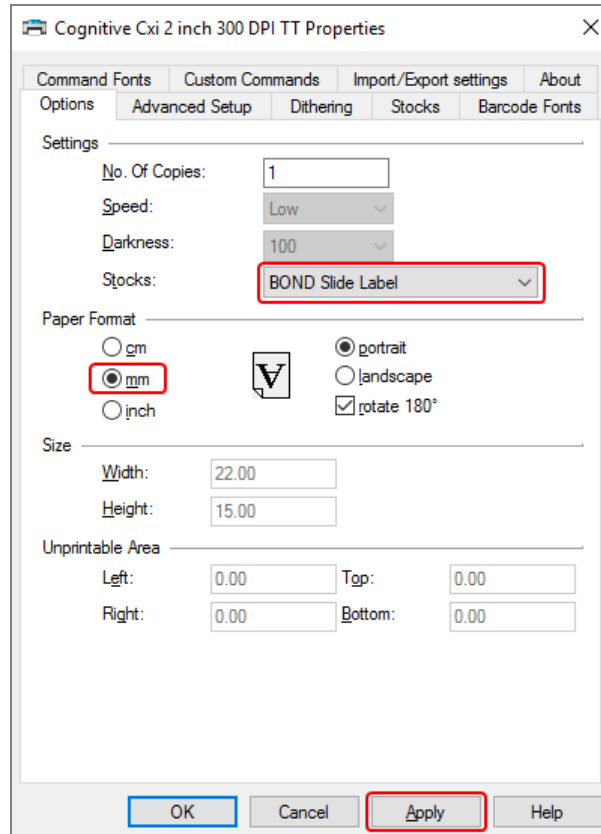 Cognitive Cxi 2 inch 300 DPI TT Properties
Command Fonts Custom Commands Import/Export settings About
Options Advanced Setup Dithering Stocks Barcode Fonts
Settings
No. Of Copies: 1
Speed: Low
Darkness: 100
Stocks: BOND Slide Label
Paper Format
cm portrait
mm A landscape
inch rotate 180°
Size
Width: 22.00
Height: 15.00
Unprintable Area
Left: 0.00 Top: 0.00
Right: 0.00 Bottom: 0.00
OK Cancel Apply Help